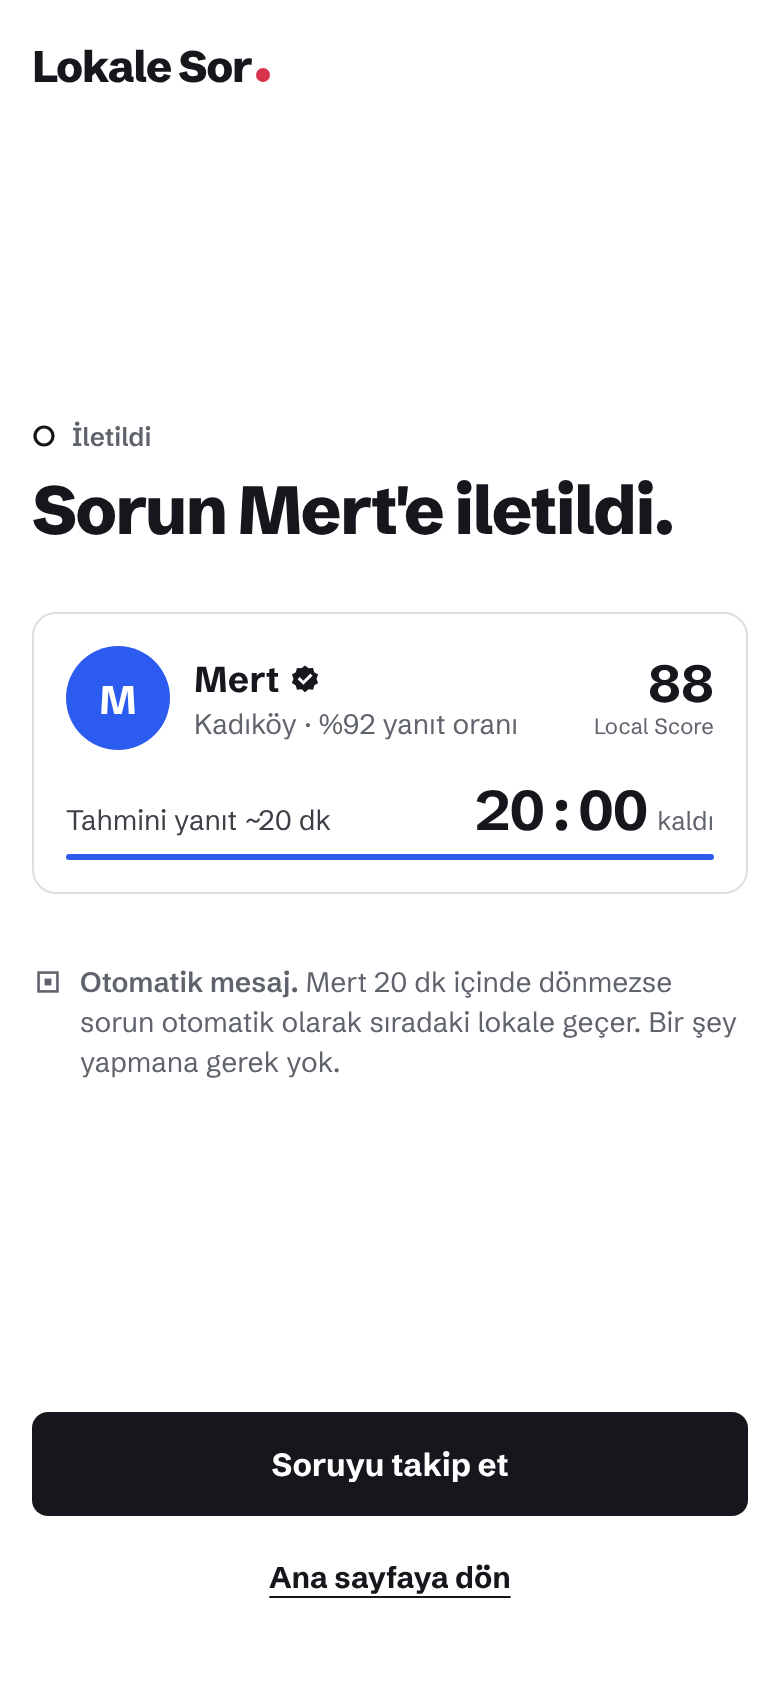 Lokale Sor.
İletildi
Sorun Mert'e iletildi.
M
Mert
Kadıköy · %92 yanıt oranı
88
Local Score
Tahmini yanıt ~20 dk
20:00 kaldı
Otomatik mesaj. Mert 20 dk içinde dönmezse
sorun otomatik olarak sıradaki lokale geçer. Bir şey
yapmana gerek yok.
Soruyu takip et
Ana sayfaya dön